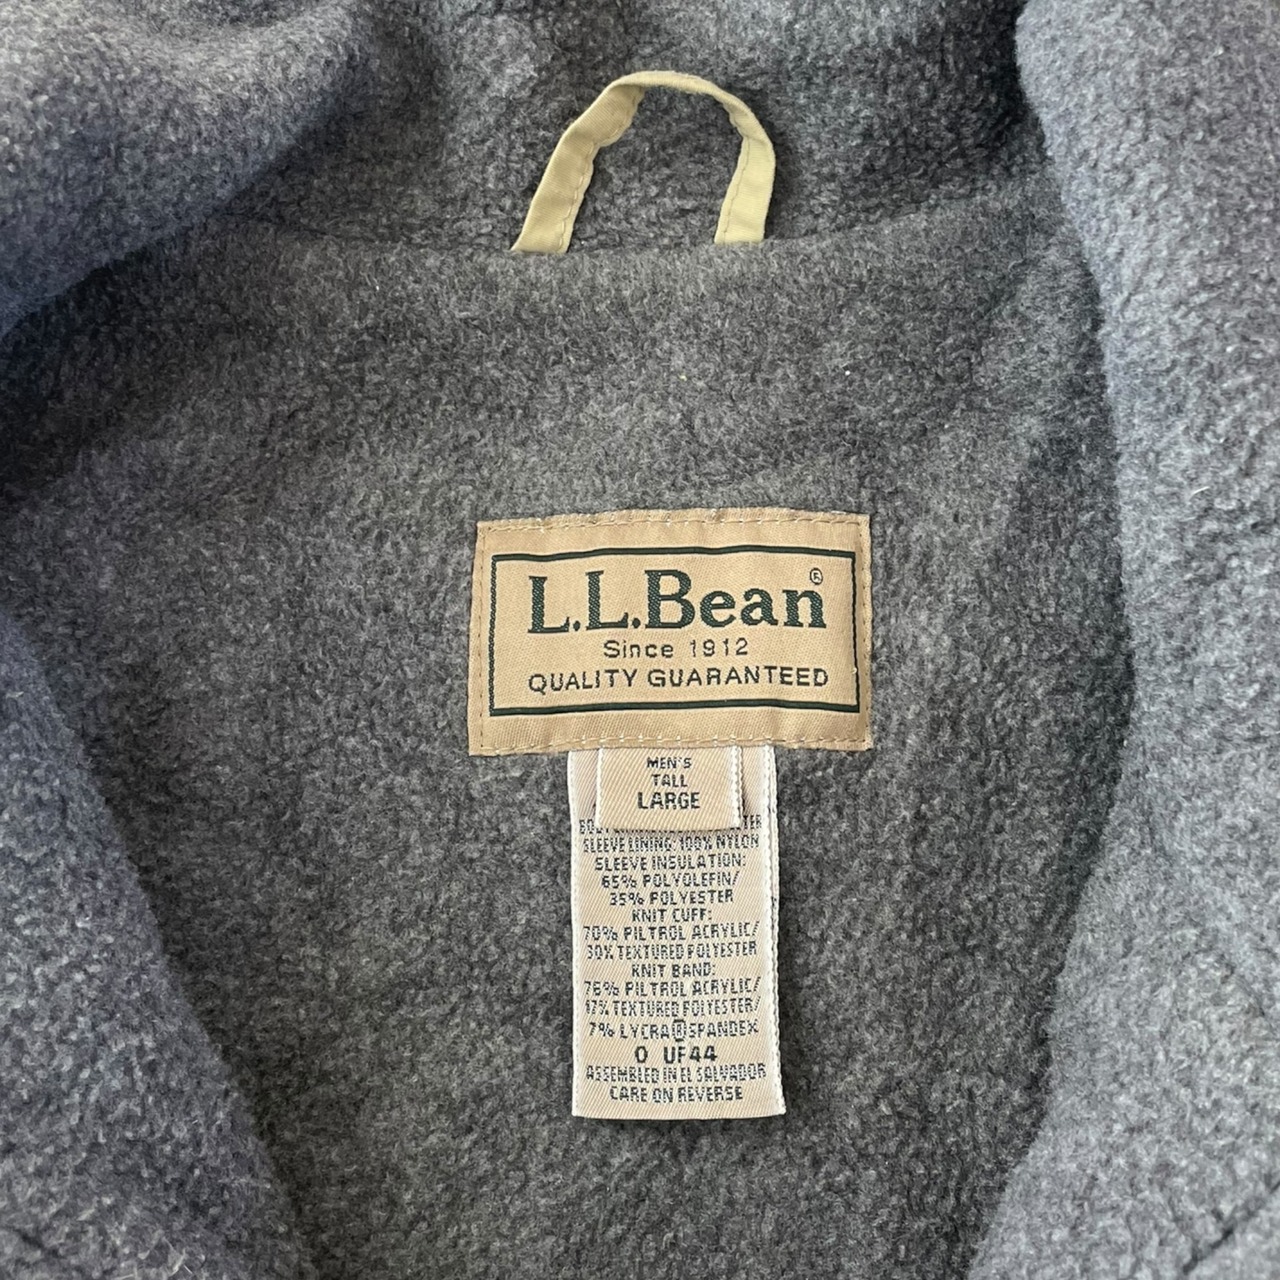 L.L.Bean®
Since 1912
QUALITY GUARANTEED
MEN'S
TALL
LARGE
SLEEVE LINING: 100% NYLON
SLEEVE INSULATION:
65% POLYOLEFIN/
35% POLYESTER
KNIT CUFF:
70% PILTROL ACRYLIC/
30% TEXTURED POLYESTER
KNIT BAND:
76% PILTROL ACRYLIC/
17% TEXTURED POLYESTER/
7% LYCRA® SPANDEX
0 UF44
ASSEMBLED IN EL SALVADOR
CARE ON REVERSE